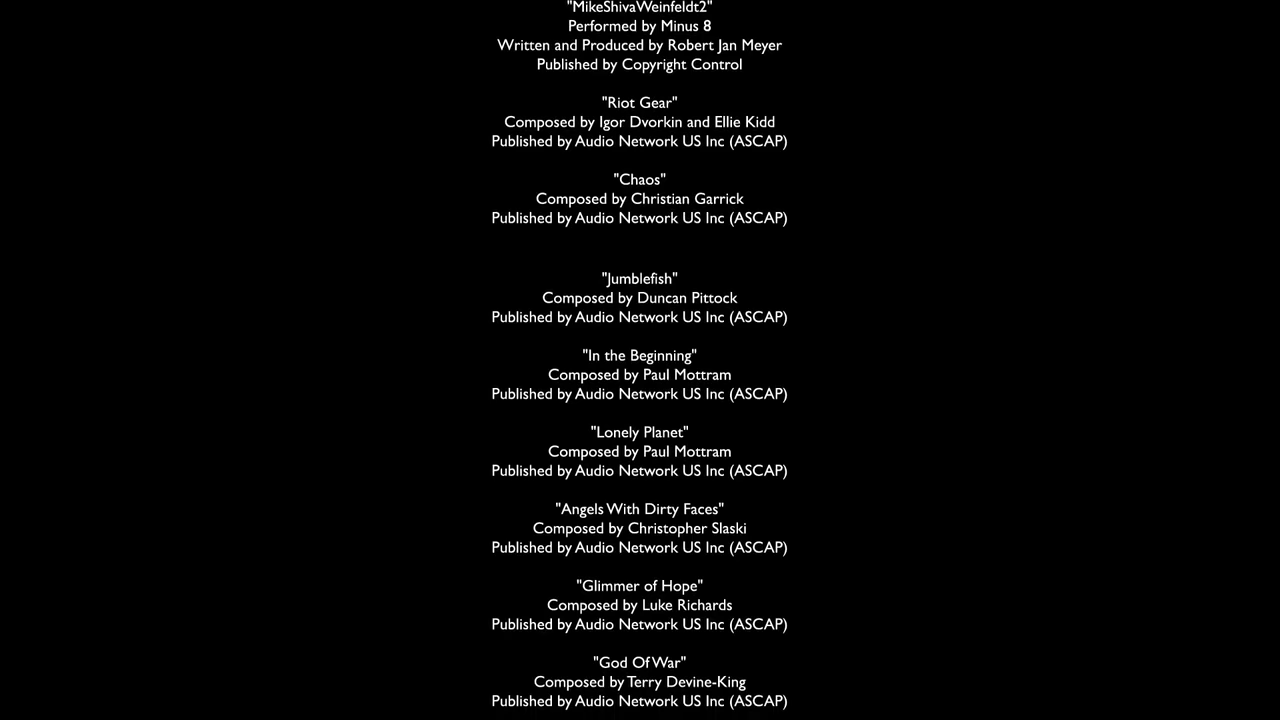 "MikeShivaWeinfeldt2"
Performed by Minus 8
Written and Produced by Robert Jan Meyer
Published by Copyright Control
"Riot Gear"
Composed by Igor Dvorkin and Ellie Kidd
Published by Audio Network US Inc (ASCAP)
"Chaos"
Composed by Christian Garrick
Published by Audio Network US Inc (ASCAP)
"Jumblefish"
Composed by Duncan Pittock
Published by Audio Network US Inc (ASCAP)
"In the Beginning"
Composed by Paul Mottram
Published by Audio Network US Inc (ASCAP)
"Lonely Planet"
Composed by Paul Mottram
Published by Audio Network US Inc (ASCAP)
"Angels With Dirty Faces"
Composed by Christopher Slaski
Published by Audio Network US Inc (ASCAP)
"Glimmer of Hope"
Composed by Luke Richards
Published by Audio Network US Inc (ASCAP)
"God Of War"
Composed by Terry Devine-King
Published by Audio Network US Inc (ASCAP)